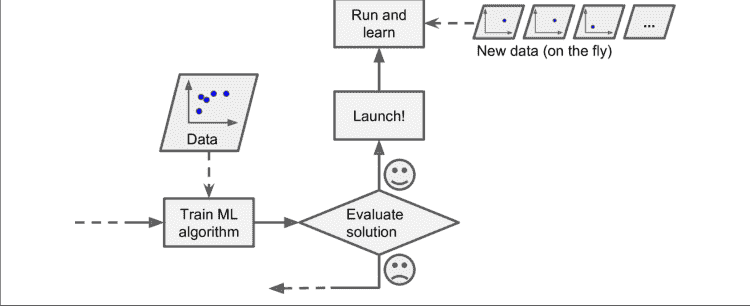 Run and
learn
...
New data (on the fly)
Launch!
Data
Train ML
algorithm
Evaluate
solution